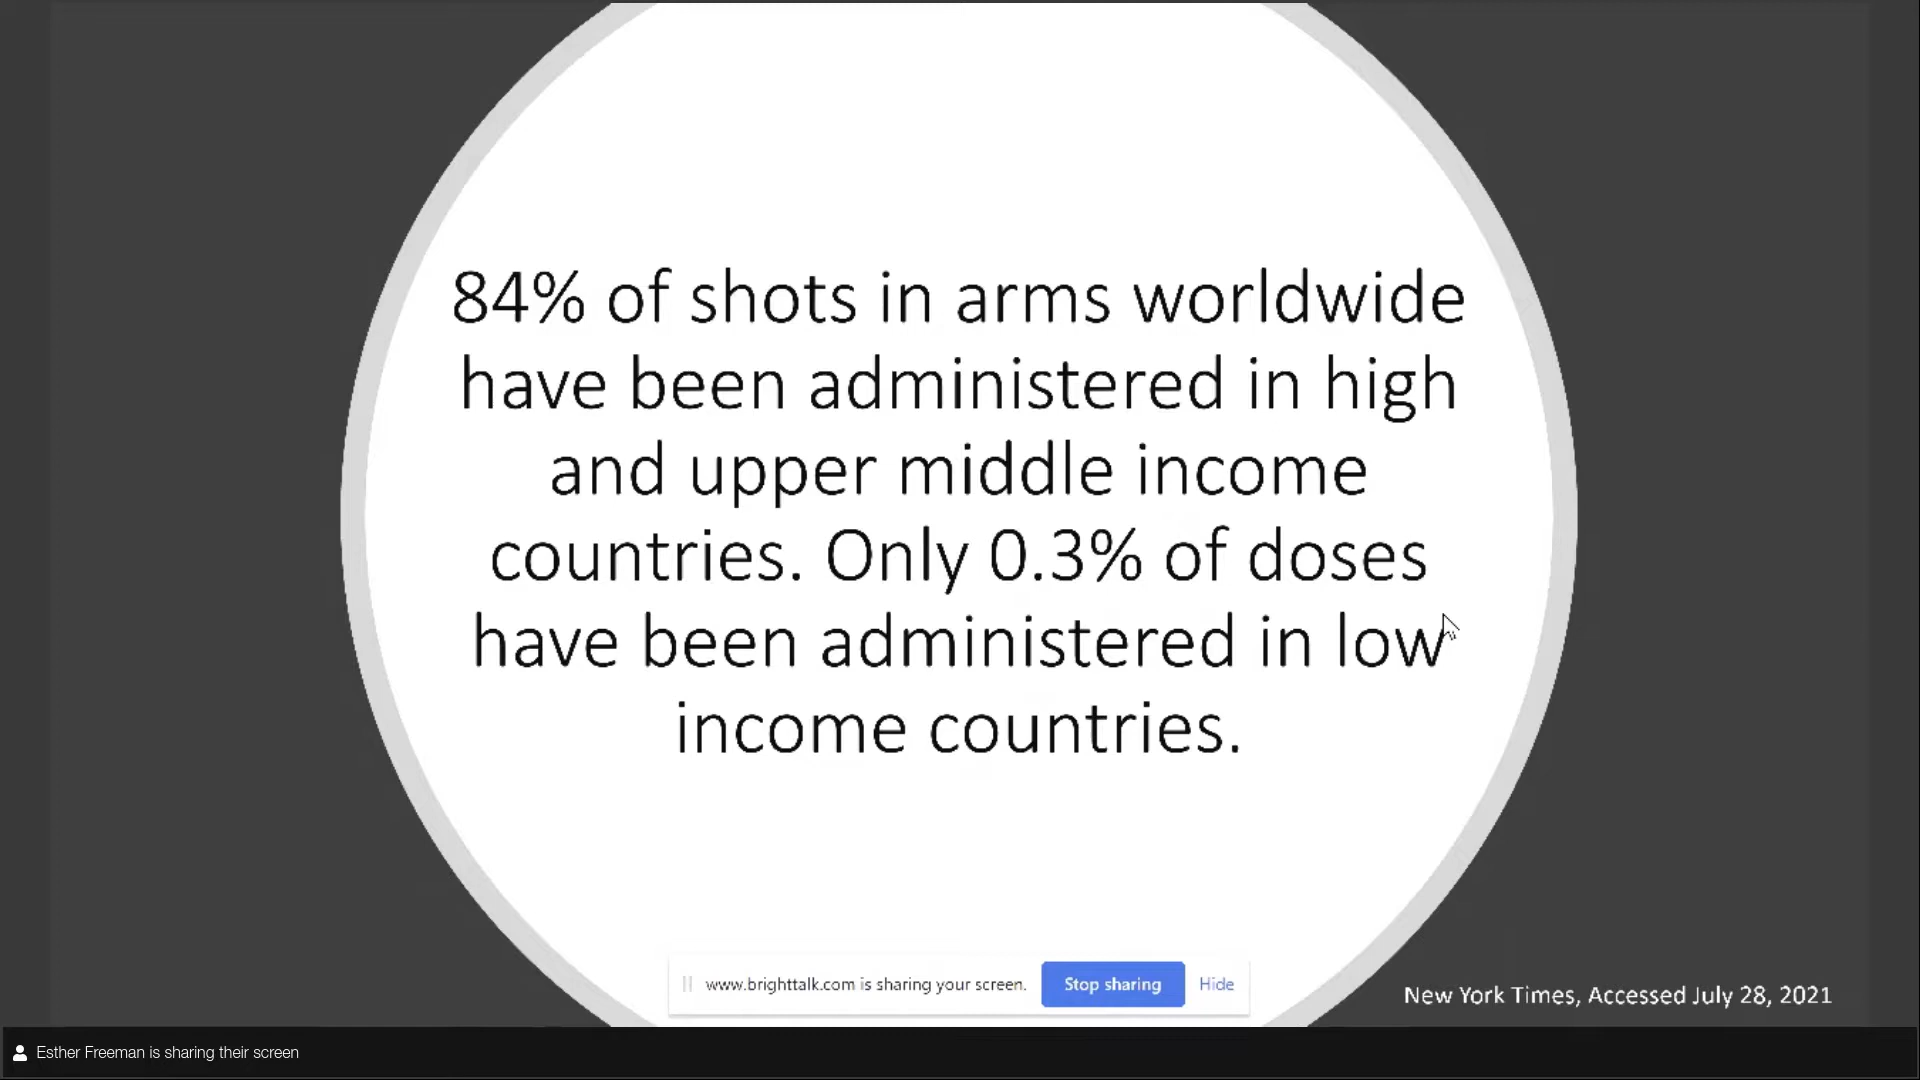 84% of shots in arms worldwide
have been administered in high
and upper middle income
countries. Only 0.3% of doses
have been administered in low
income countries.
www.brighttalk.com is sharing your screen. Stop sharing Hide
New York Times, Accessed July 28, 2021
Esther Freeman is sharing their screen